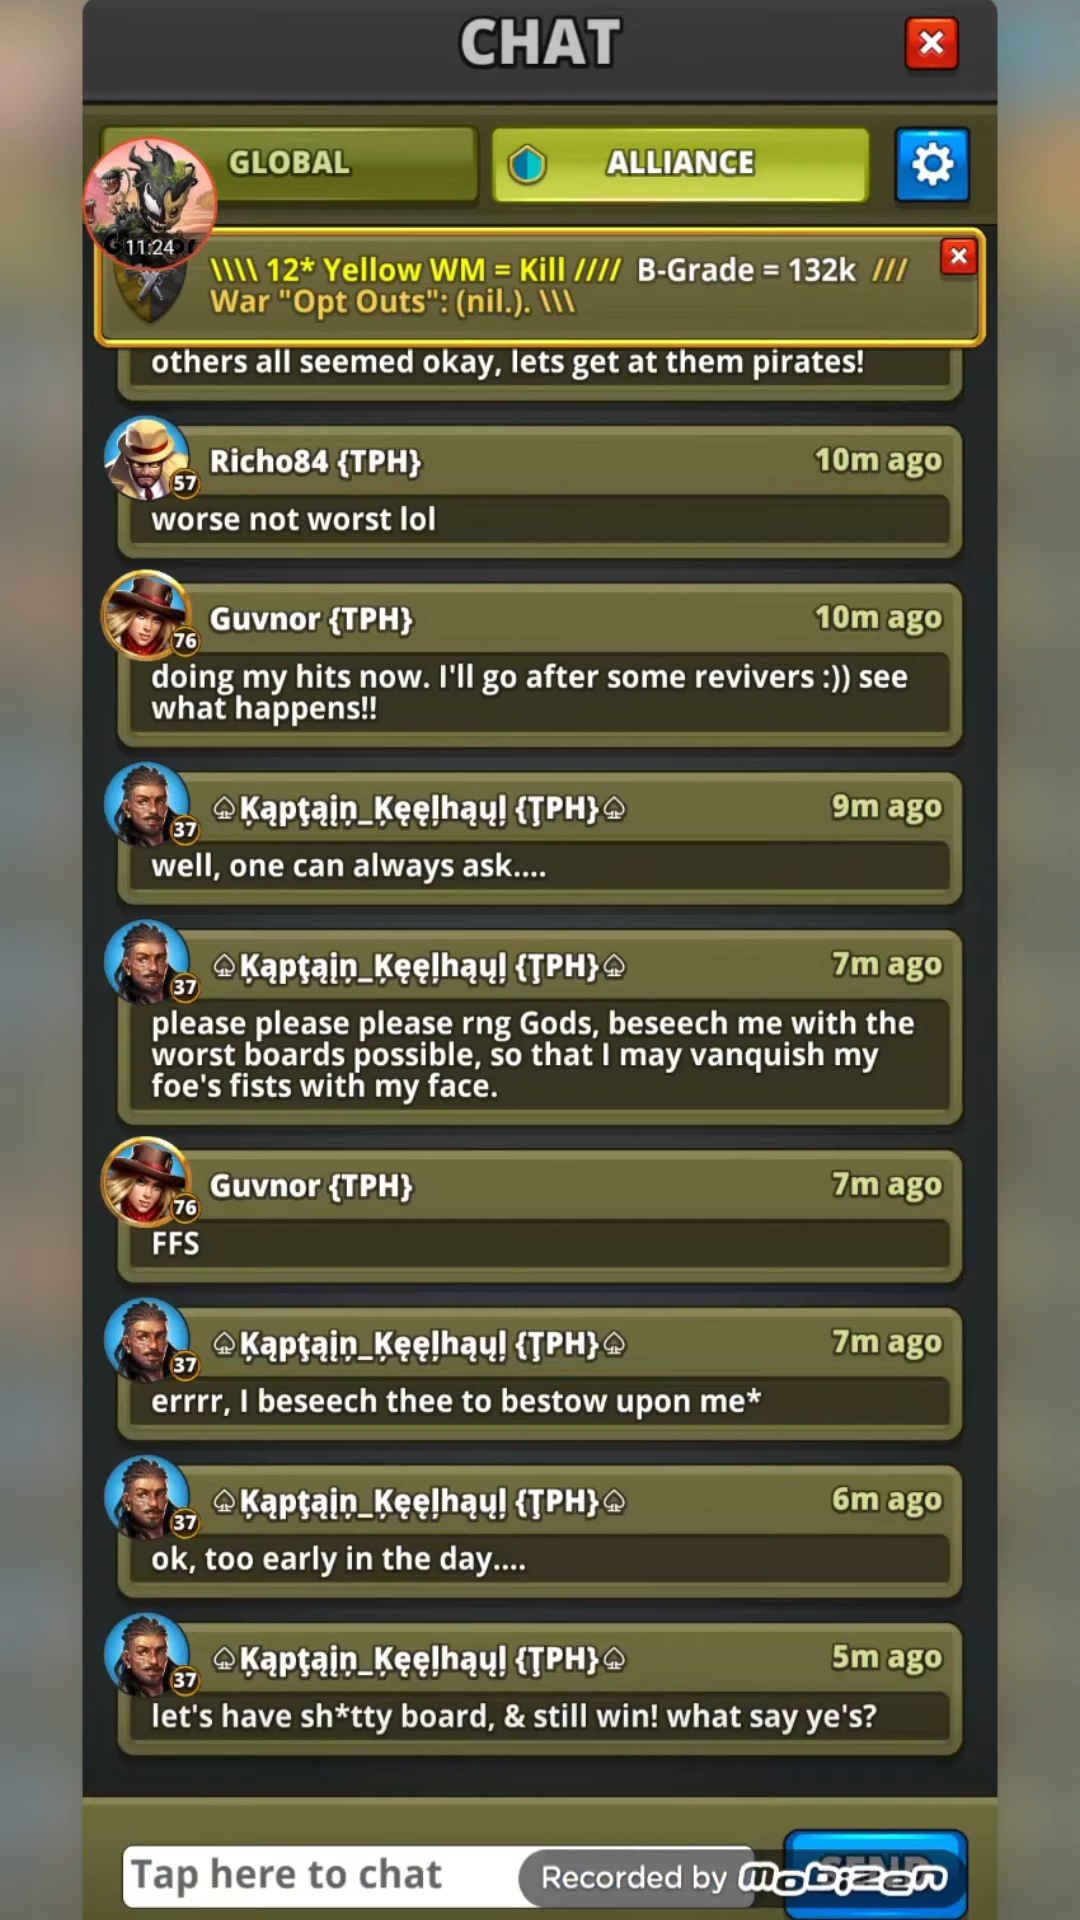 CHAT
GLOBAL
ALLIANCE
11:24
\\\\ 12* Yellow WM = Kill //// B-Grade = 132k ///
War "Opt Outs": (nil.). \\\
others all seemed okay, lets get at them pirates!
Richo84 {TPH}
10m ago
57
worse not worst lol
Guvnor {TPH}
10m ago
76
doing my hits now. I'll go after some revivers :)) see
what happens!!
♤Ķąpţąįņ_Ķęęļhąųļ {ŢPH}♤
9m ago
37
well, one can always ask....
♤Ķąpţąįņ_Ķęęļhąųļ {ŢPH}♤
7m ago
37
please please please rng Gods, beseech me with the
worst boards possible, so that I may vanquish my
foe's fists with my face.
Guvnor {TPH}
7m ago
76
FFS
♤Ķąpţąįņ_Ķęęļhąųļ {ŢPH}♤
7m ago
37
errrr, I beseech thee to bestow upon me*
♤Ķąpţąįņ_Ķęęļhąųļ {ŢPH}♤
6m ago
37
ok, too early in the day....
♤Ķąpţąįņ_Ķęęļhąųļ {ŢPH}♤
5m ago
37
let's have sh*tty board, & still win! what say ye's?
Tap here to chat
SEND
Recorded by mobizen